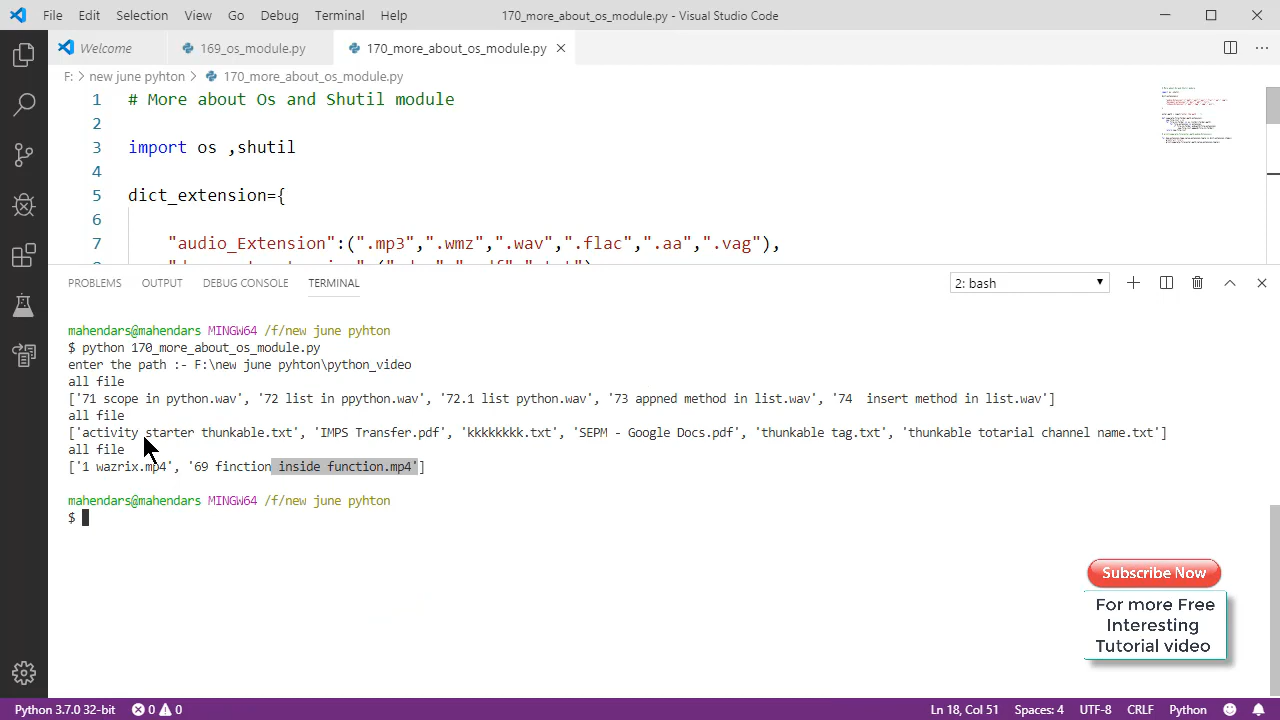 File Edit Selection View Go Debug Terminal Help 170_more_about_os_module.py - Visual Studio Code
Welcome 169_os_module.py 170_more_about_os_module.py
F: > new june pyhton > 170_more_about_os_module.py
1 # More about Os and Shutil module
2
3 import os ,shutil
4
5 dict_extension={
6
7 "audio_Extension":(".mp3",".wmz",".wav",".flac",".aa",".vag"),
PROBLEMS OUTPUT DEBUG CONSOLE TERMINAL 2: bash
mahendars@mahendars MINGW64 /f/new june pyhton
$ python 170_more_about_os_module.py
enter the path :- F:\new june pyhton\python_video
all file
['71 scope in python.wav', '72 list in ppython.wav', '72.1 list python.wav', '73 appned method in list.wav', '74  insert method in list.wav']
all file
['activity starter thunkable.txt', 'IMPS Transfer.pdf', 'kkkkkkkk.txt', 'SEPM - Google Docs.pdf', 'thunkable tag.txt', 'thunkable totarial channel name.txt']
all file
['1 wazrix.mp4', '69 finction inside function.mp4']
mahendars@mahendars MINGW64 /f/new june pyhton
$
Subscribe Now
For more Free
Interesting
Tutorial video
Python 3.7.0 32-bit 0 0 Ln 18, Col 51 Spaces: 4 UTF-8 CRLF Python